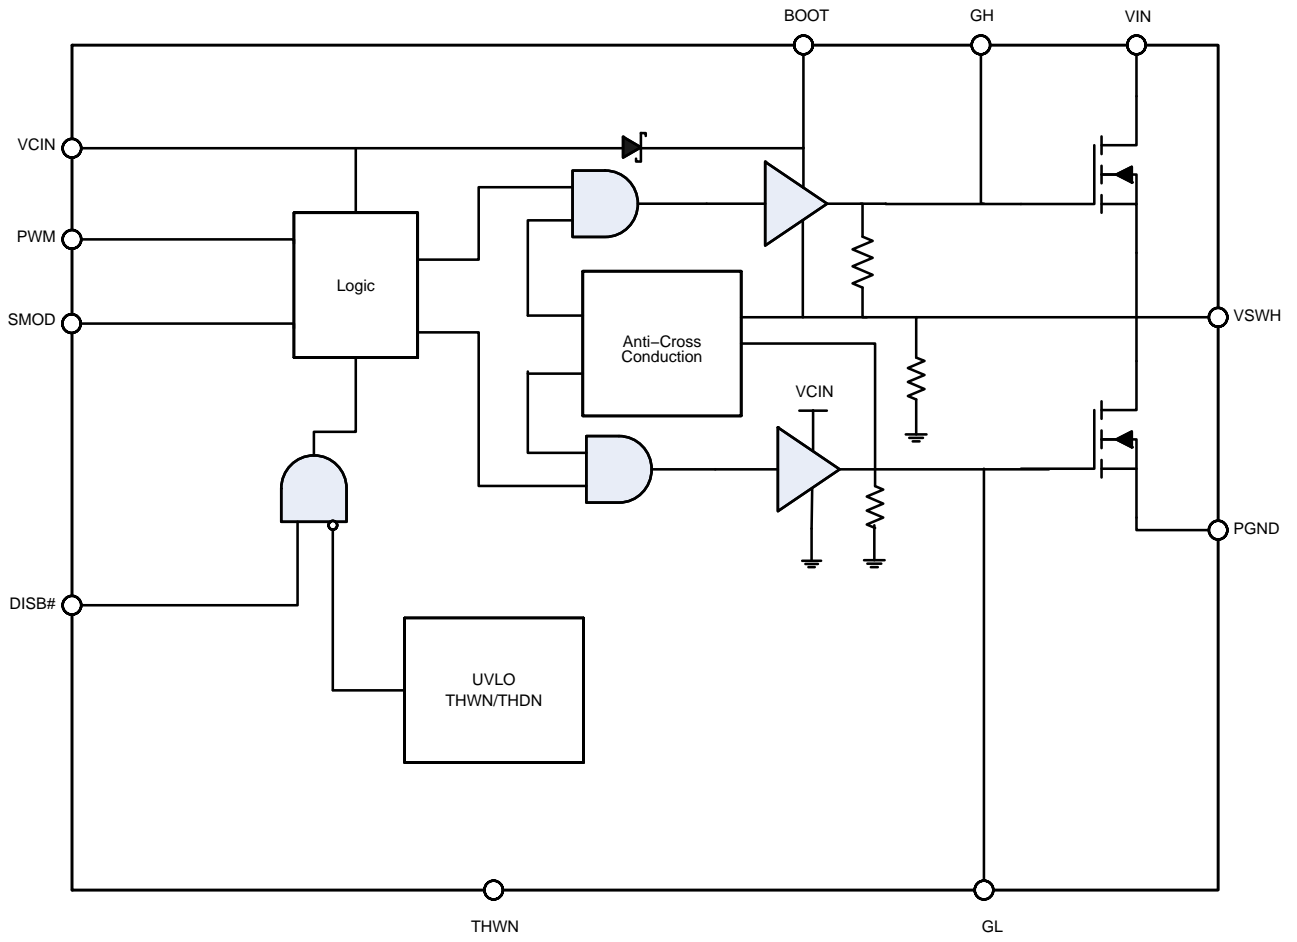 BOOT
GH
VIN
VCIN
PWM
SMOD
Logic
Anti–Cross
Conduction
VSWH
VCIN
PGND
DISB#
UVLO
THWN/THDN
THWN
GL